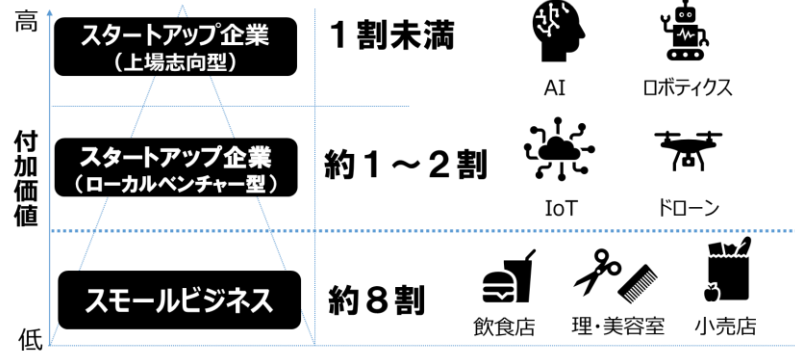 高
スタートアップ企業
（上場志向型）
１割未満
AI
ロボティクス
付加価値
スタートアップ企業
（ローカルベンチャー型）
約１～２割
IoT
ドローン
スモールビジネス
約８割
飲食店
理・美容室
小売店
低